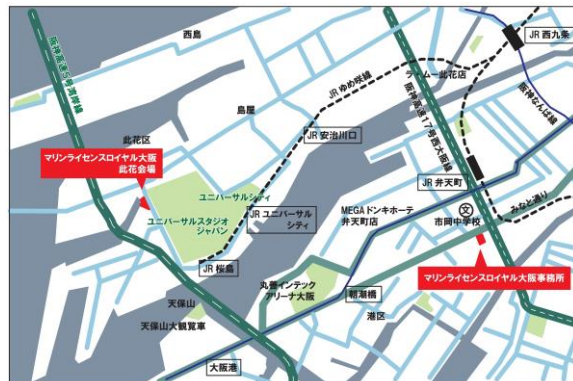 西島
JR 西九条
阪神高速5号湾岸線
JR ゆめ咲線
ラ・ムー此花店
島屋
阪神高速17号西大阪線
阪神なんば線
此花区
JR 安治川口
マリンライセンスロイヤル大阪
此花会場
JR 弁天町
ユニバーサルシティ
MEGAドンキホーテ
弁天町店
文
みなと通り
市岡中学校
ユニバーサルスタジオ
ジャパン
JR ユニバーサル
シティ
JR 桜島
マリンライセンスロイヤル大阪事務所
丸善インテック
アリーナ大阪
朝潮橋
天保山
港区
天保山大観覧車
大阪港